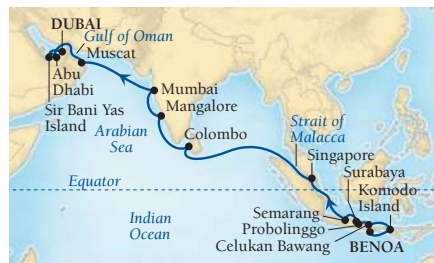 DUBAI
Gulf of Oman
Muscat
Abu
Dhabi
Sir Bani Yas
Island
Arabian
Sea
Mumbai
Mangalore
Colombo
Strait of
Malacca
Singapore
Surabaya
Komodo
Island
Equator
Indian
Ocean
Semarang
Probolinggo
Celukan Bawang
BENOA